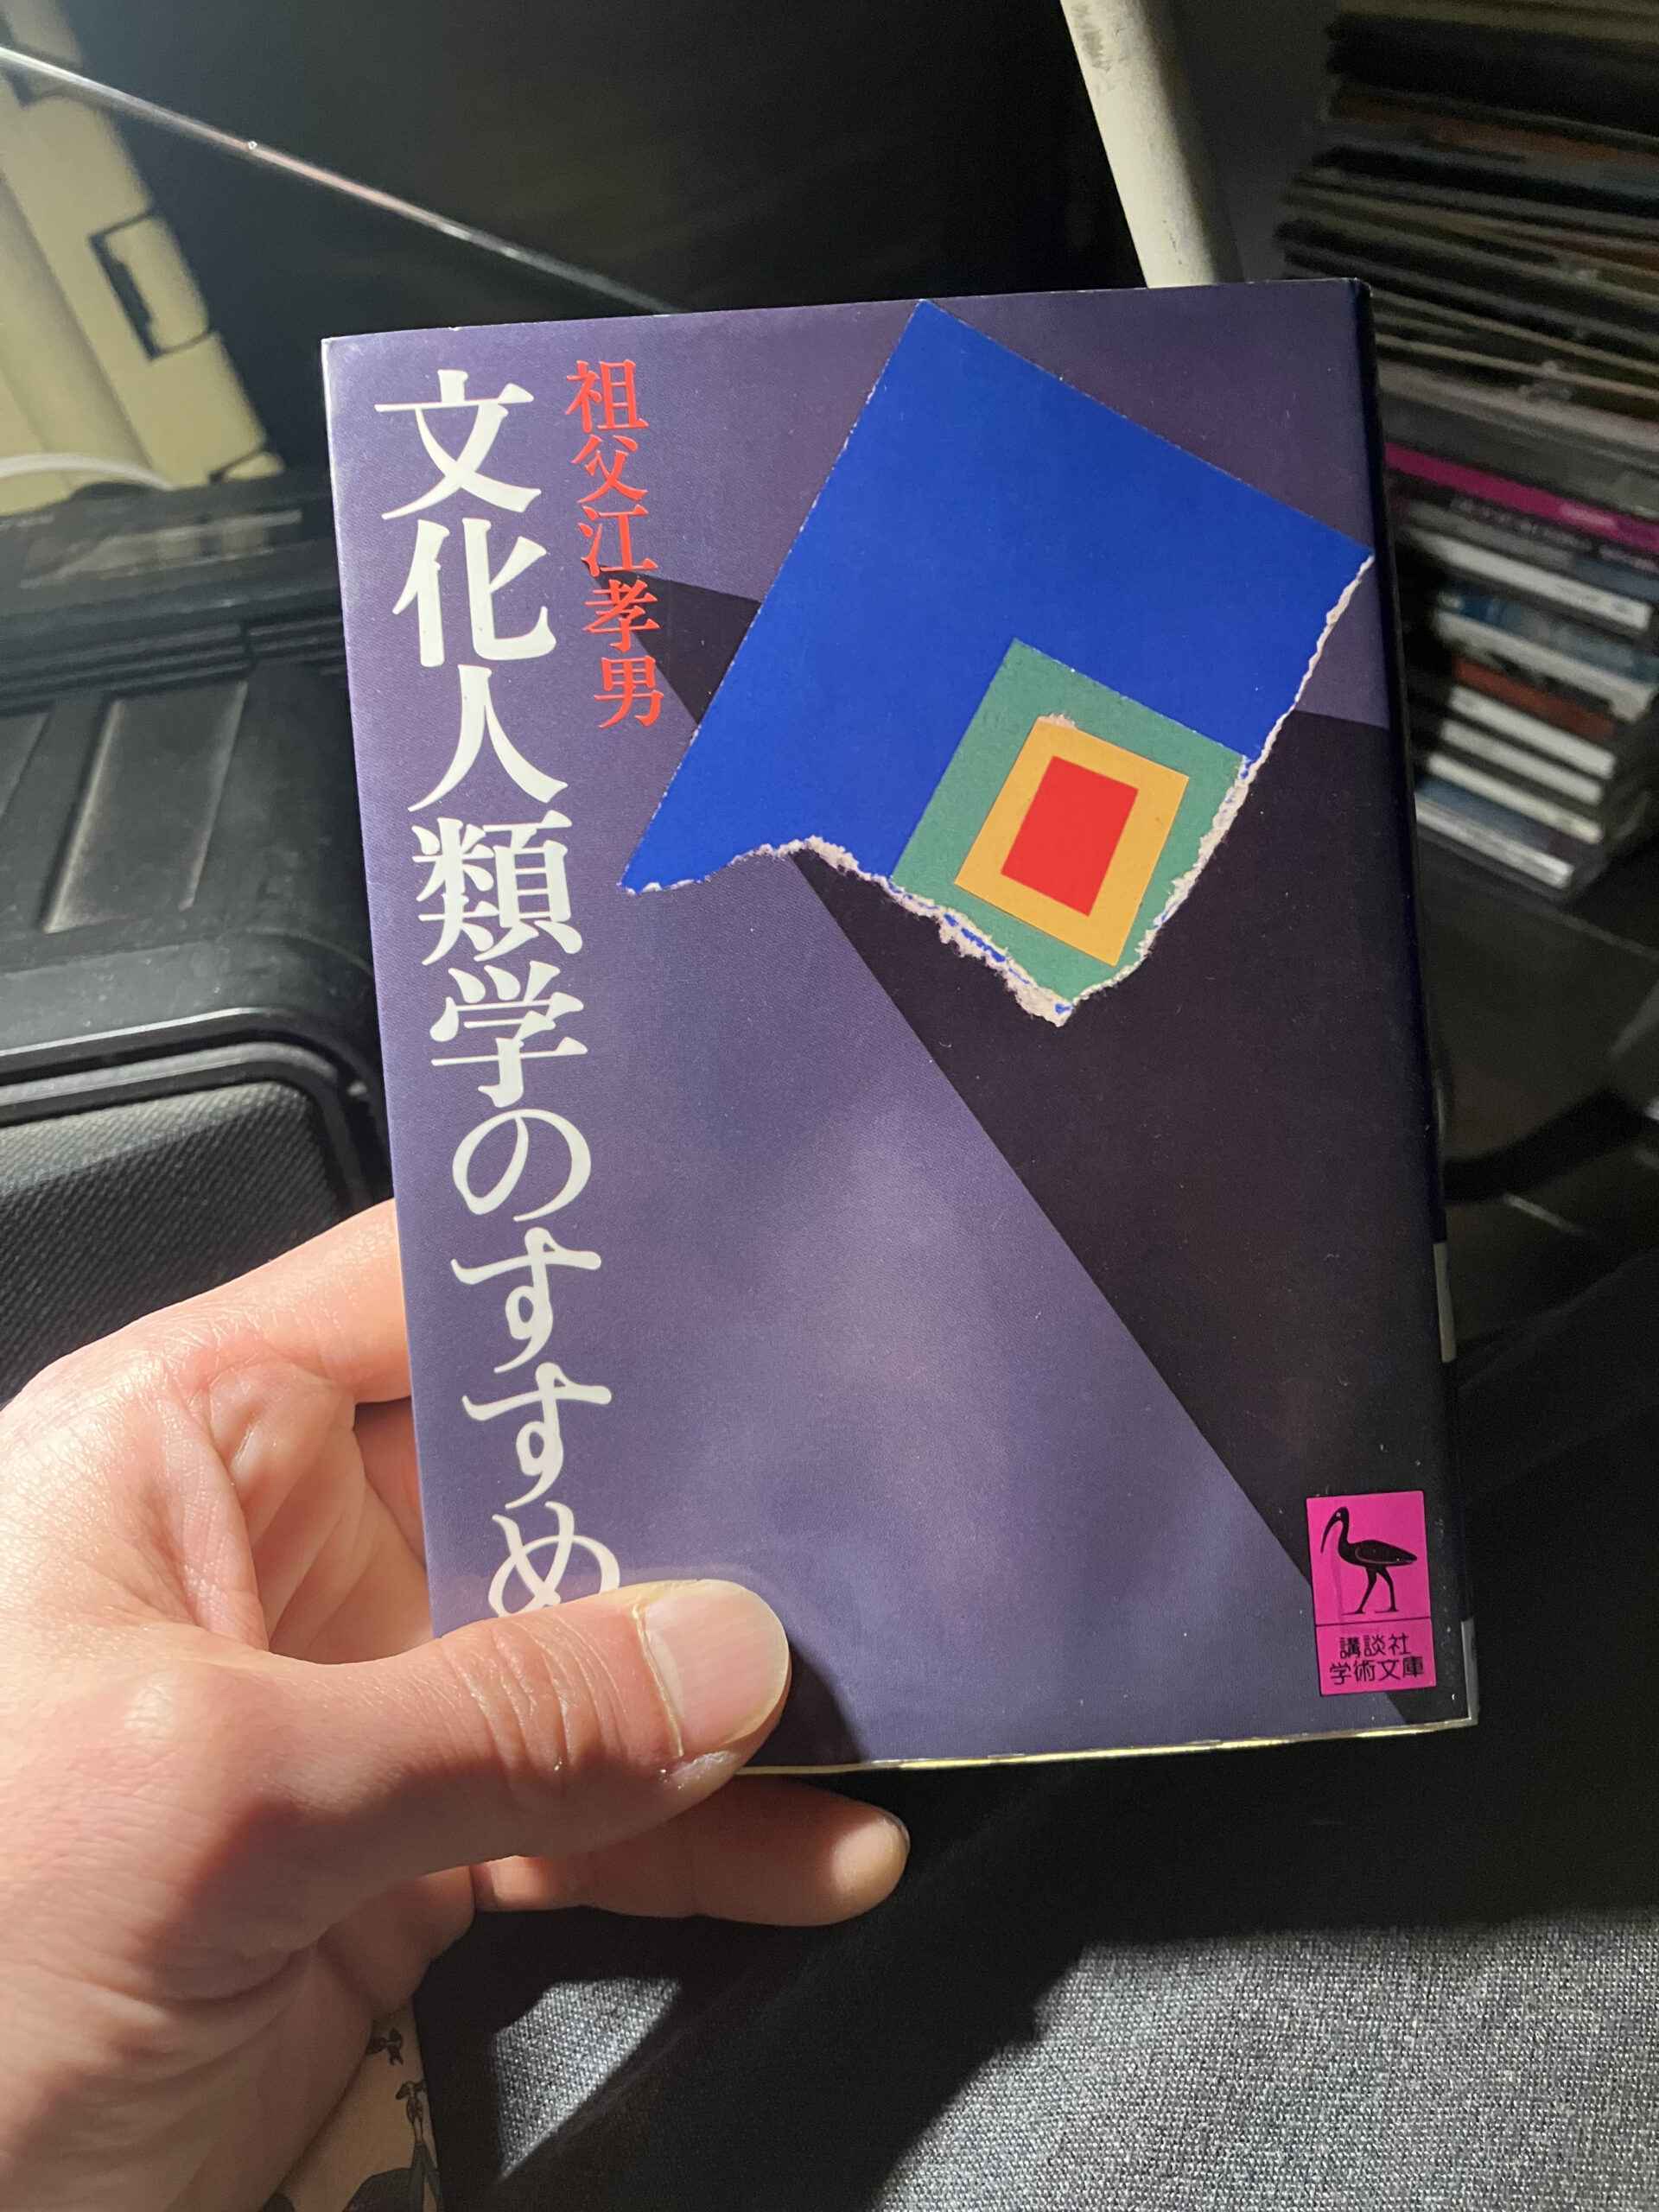 祖父江孝男
文化人類学のすすめ
講談社
学術文庫